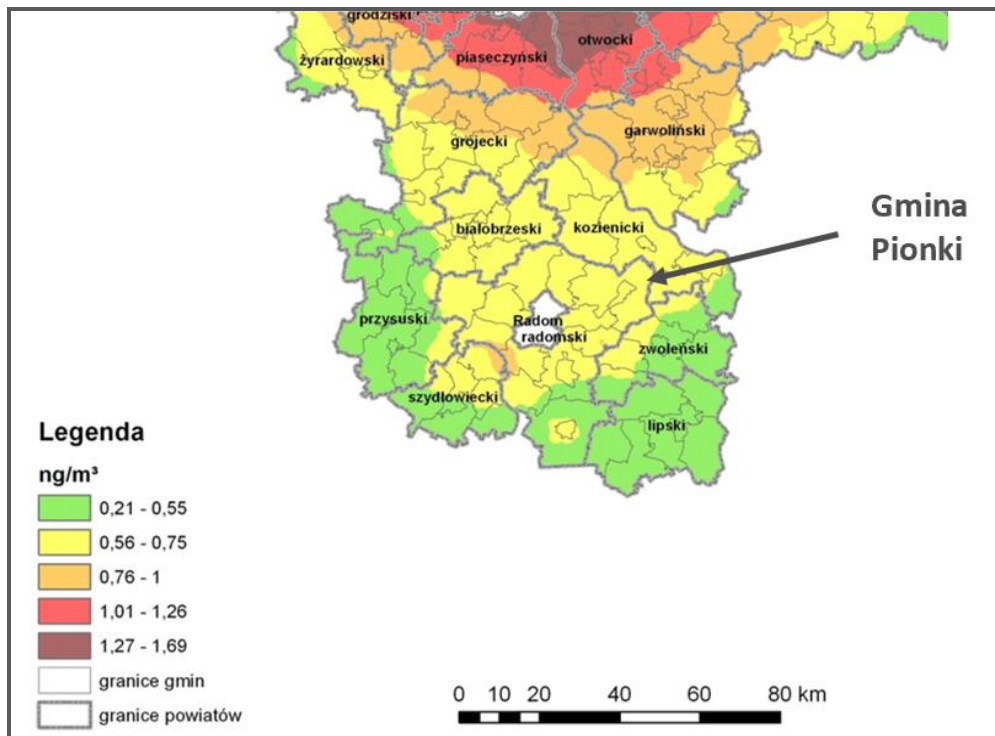 grodziski
otwocki
piaseczyński
żyrardowski
garwoliński
grójecki
Gmina
Pionki
białobrzeski
kozienicki
przysuski
Radom
radomski
zwoleński
szydłowiecki
lipski
Legenda
ng/m³
0,21 - 0,55
0,56 - 0,75
0,76 - 1
1,01 - 1,26
1,27 - 1,69
granice gmin
granice powiatów
0 10 20 40 60 80 km